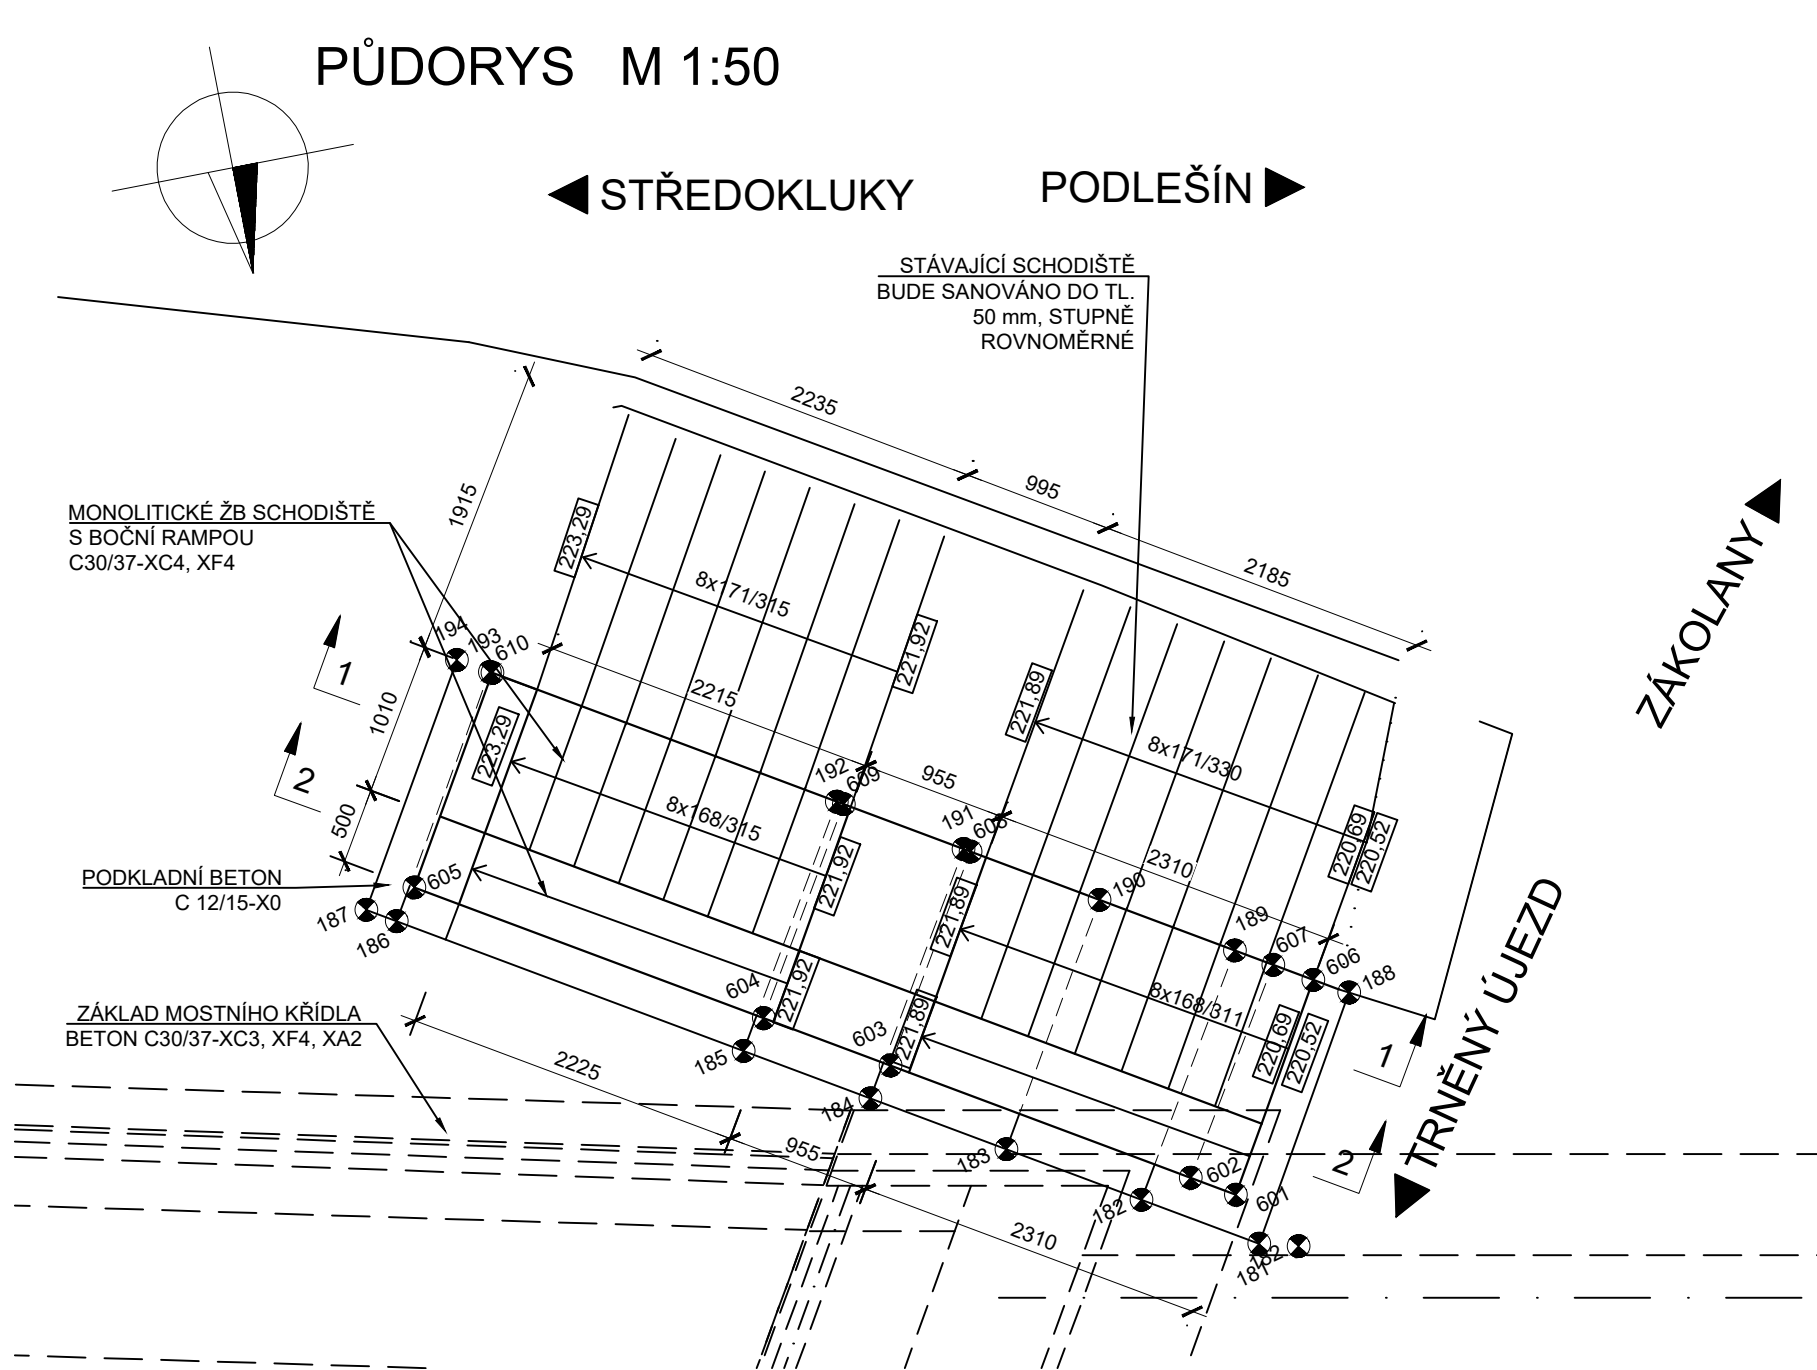 PŮDORYS M 1:50
STŘEDOKLUKY
PODLEŠÍN
STÁVAJÍCÍ SCHODIŠTĚ
BUDE SANOVÁNO DO TL.
50 mm, STUPNĚ
ROVNOMĚRNÉ
2235
995
2185
1915
MONOLITICKÉ ŽB SCHODIŠTĚ
S BOČNÍ RAMPOU
C30/37-XC4, XF4
223,29
8x171/315
221,92
ZÁKOLANY
194
193
610
1
2215
221,89
8x171/330
1010
223,29
192
609
955
2
8x168/315
191
608
2310
220,69
220,52
500
221,92
PODKLADNÍ BETON
C 12/15-X0
605
190
187
186
221,89
189
607
606
188
604
221,92
8x168/311
TRNĚNÝ ÚJEZD
ZÁKLAD MOSTNÍHO KŘÍDLA
BETON C30/37-XC3, XF4, XA2
603
221,89
220,69
220,52
1
185
2225
184
955
183
602
601
2
182
2310
182
181